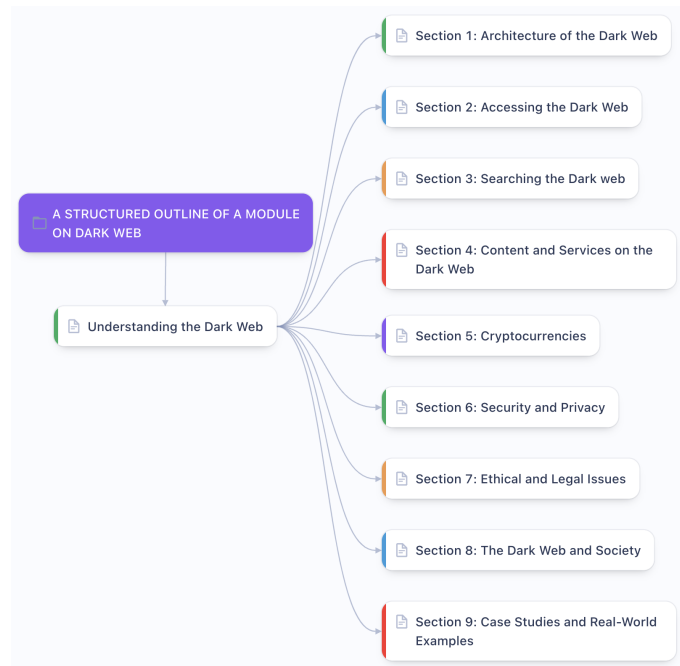 A STRUCTURED OUTLINE OF A MODULE
ON DARK WEB
Understanding the Dark Web
Section 1: Architecture of the Dark Web
Section 2: Accessing the Dark Web
Section 3: Searching the Dark web
Section 4: Content and Services on the
Dark Web
Section 5: Cryptocurrencies
Section 6: Security and Privacy
Section 7: Ethical and Legal Issues
Section 8: The Dark Web and Society
Section 9: Case Studies and Real-World
Examples